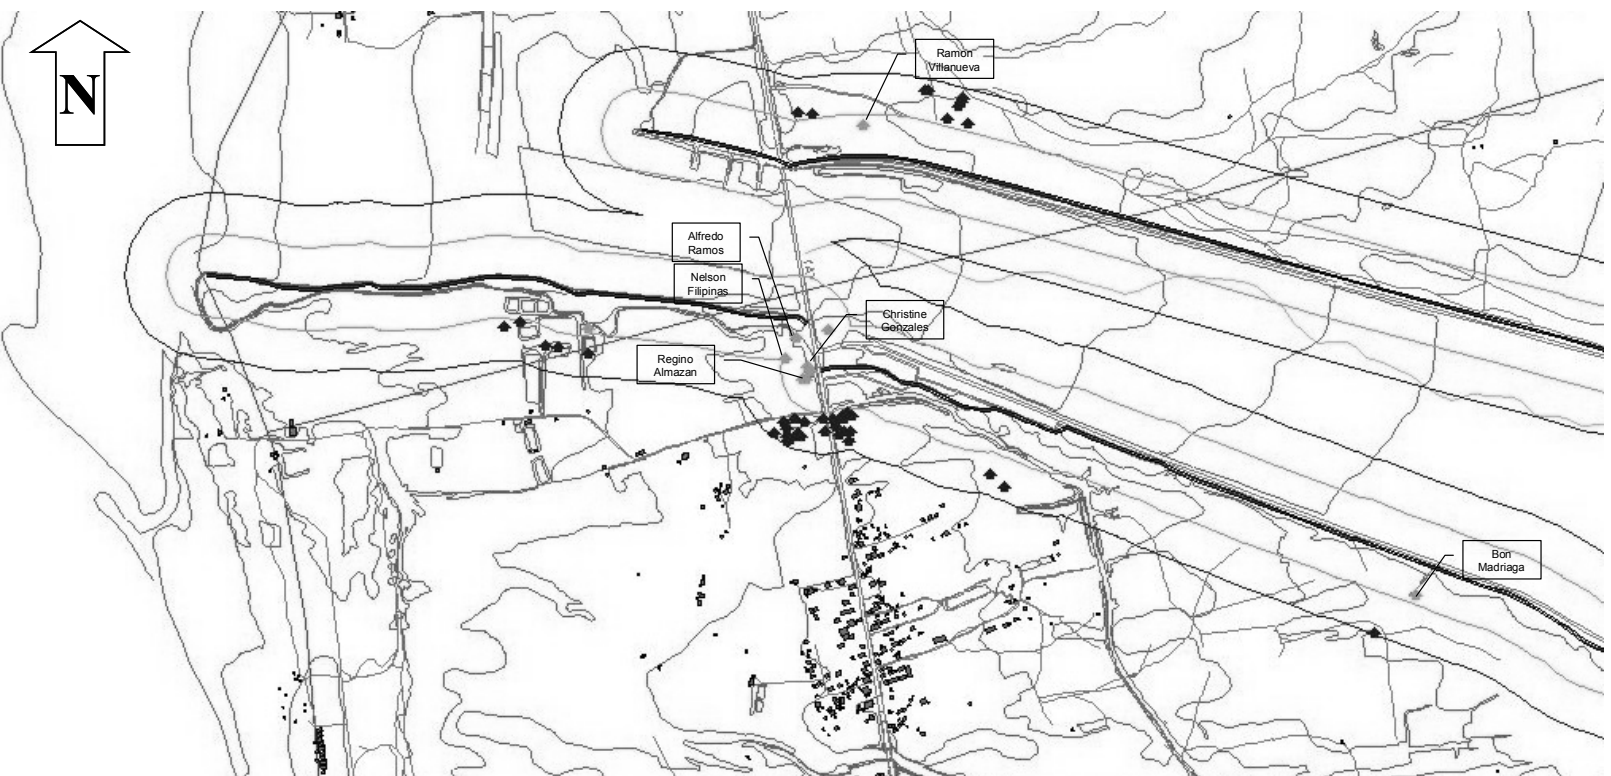 N
Ramon
Villanueva
Alfredo
Ramos
Nelson
Filipinas
Christine
Gonzales
Regino
Almazan
Bon
Madriaga